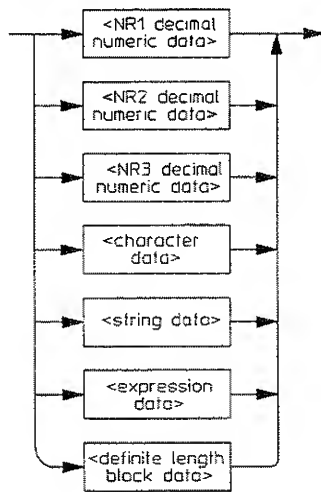 <NR1 decimal
numeric data>
<NR2 decimal
numeric data>
<NR3 decimal
numeric data>
<character
data>
<string data>
<expression
data>
<definite length
block data>